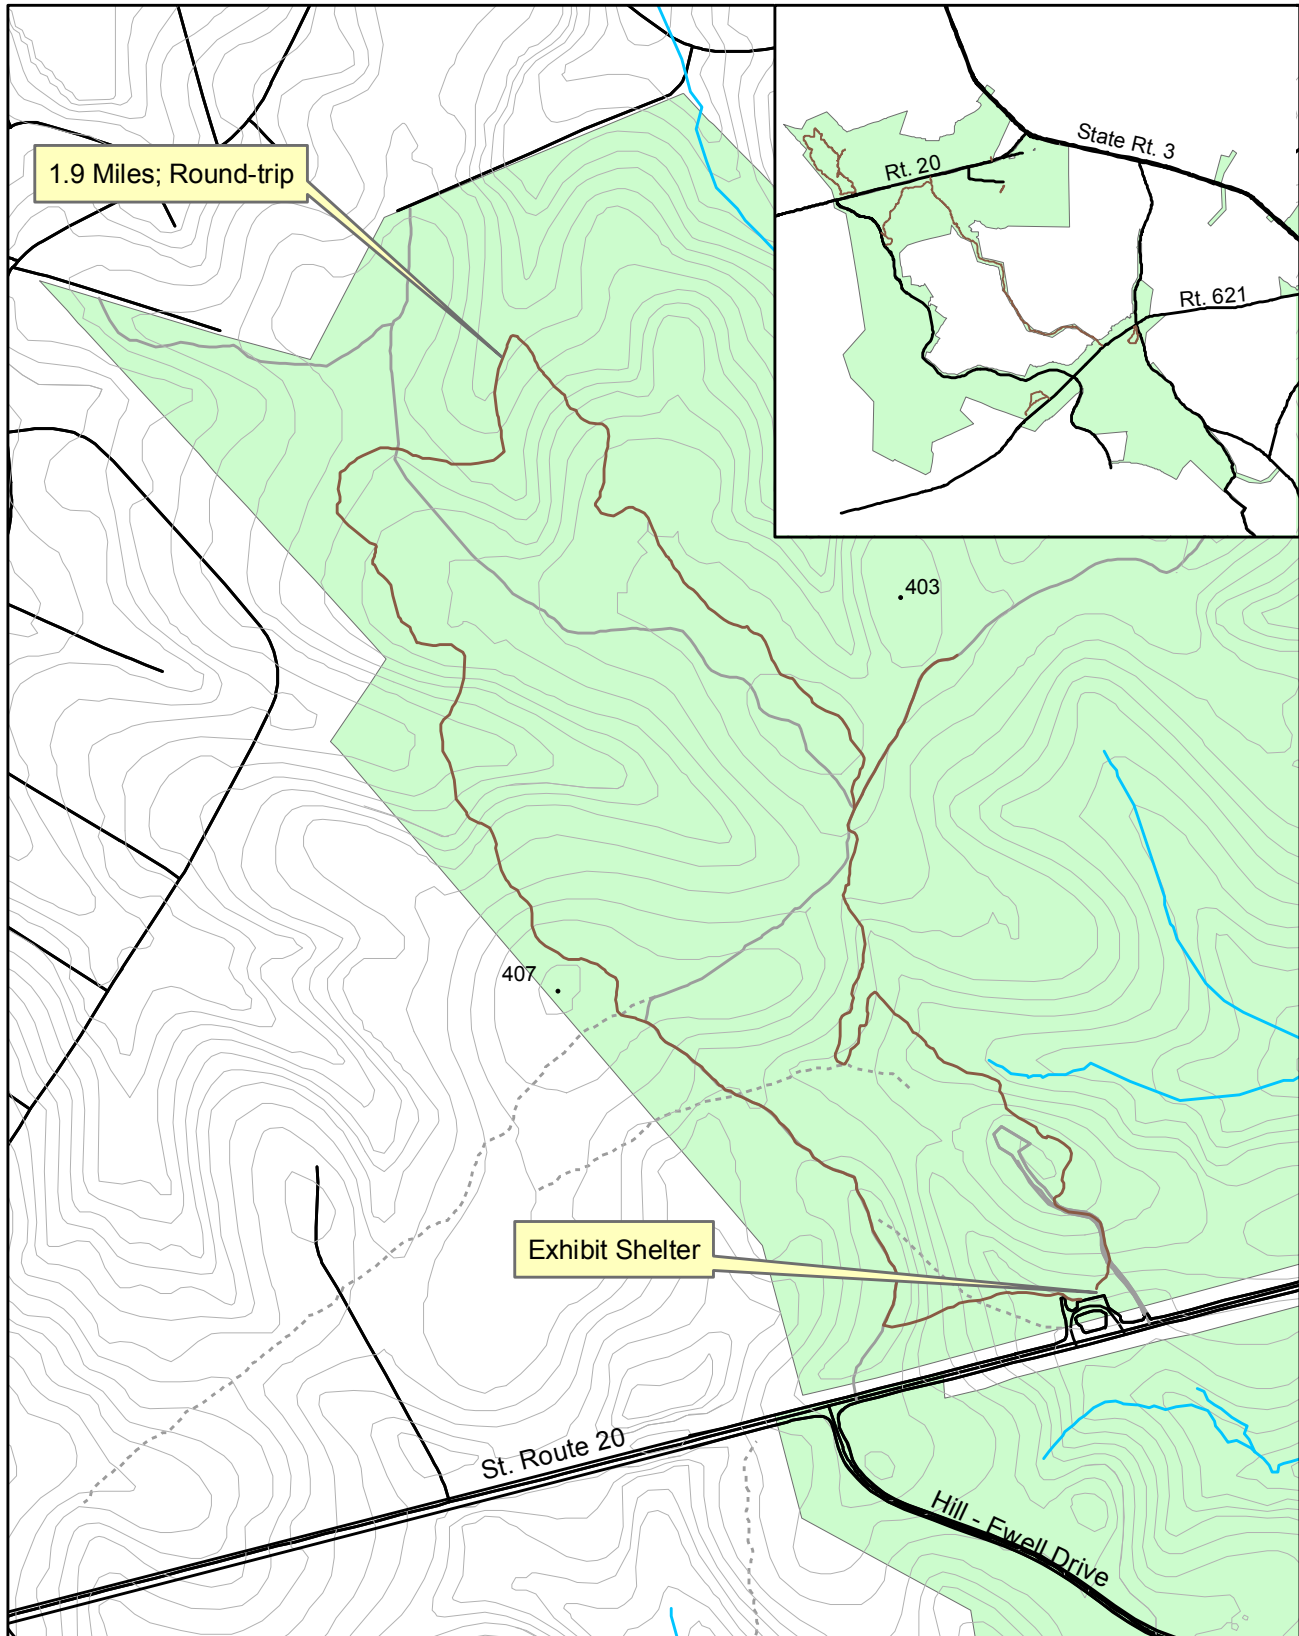 1.9 Miles; Round-trip
State Rt. 3
Rt. 20
Rt. 621
403
407
Exhibit Shelter
St. Route 20
Hill - Ewell Drive